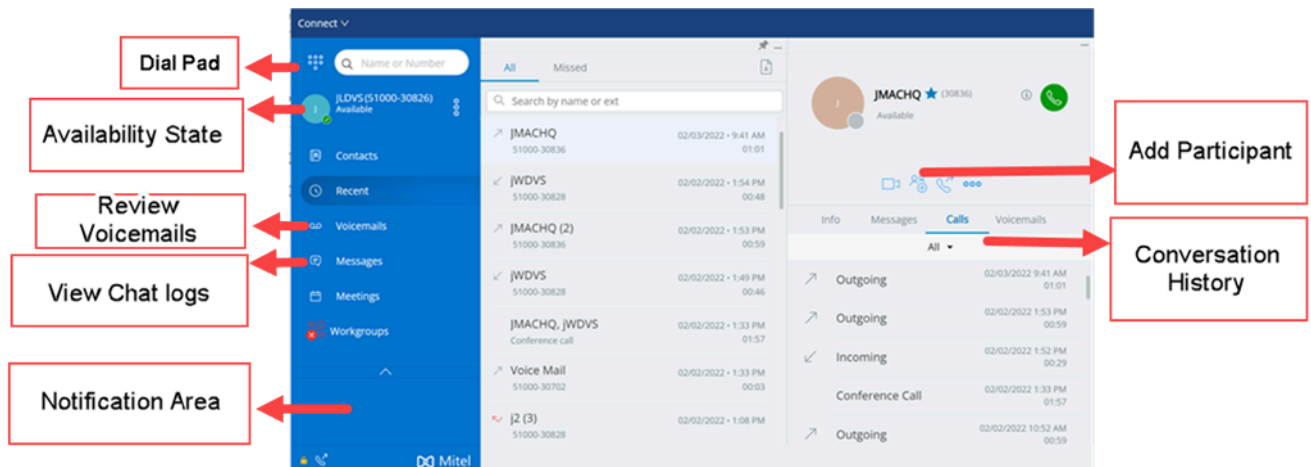 Connect
Dial Pad
Availability State
Review
Voicemails
View Chat logs
Notification Area
Name or Number
J
JLDVS (51000-30826)
Available
Contacts
Recent
Voicemails
Messages
Meetings
Workgroups
Mitel
All Missed
Search by name or ext
JMACHQ 02/03/2022 • 9:41 AM
51000-30836 01:01
jWDVS 02/02/2022 • 1:54 PM
51000-30828 00:48
JMACHQ (2) 02/02/2022 • 1:53 PM
51000-30836 00:59
jWDVS 02/02/2022 • 1:49 PM
51000-30828 00:46
JMACHQ, jWDVS 02/02/2022 • 1:33 PM
Conference call 01:57
Voice Mail 02/02/2022 • 1:33 PM
51000-30702 00:03
j2 (3) 02/02/2022 • 1:08 PM
51000-30828
J
JMACHQ (30836)
Available
Info Messages Calls Voicemails
All
Outgoing 02/03/2022 9:41 AM
01:01
Outgoing 02/02/2022 1:53 PM
00:59
Incoming 02/02/2022 1:52 PM
00:29
Conference Call 02/02/2022 1:33 PM
01:57
Outgoing 02/02/2022 10:52 AM
00:59
Add Participant
Conversation
History